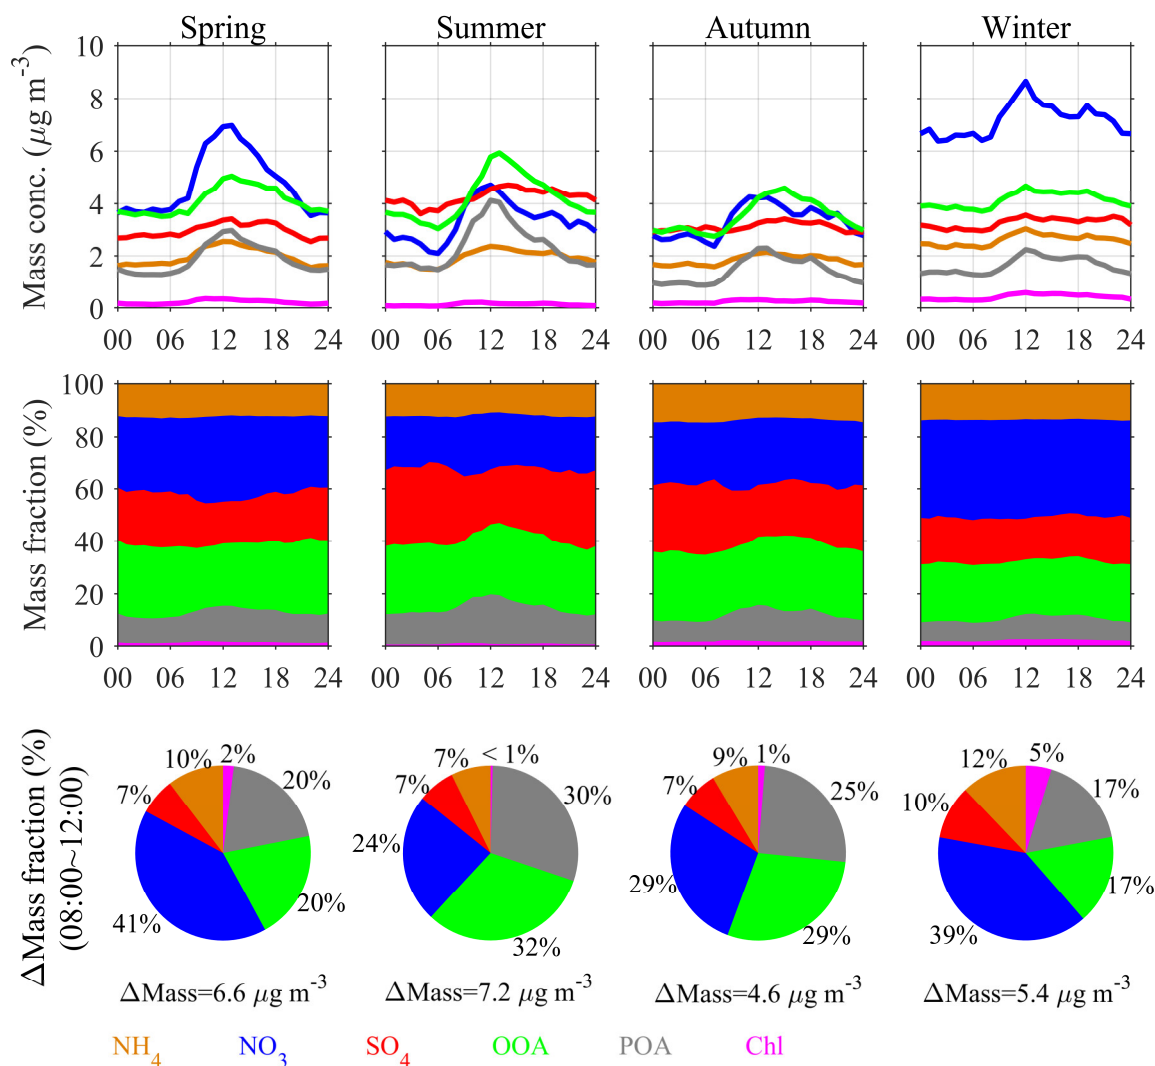 Spring Summer Autumn Winter
Mass conc. (μg m-3)
10
8
6
4
2
0
00 06 12 18 24 00 06 12 18 24 00 06 12 18 24 00 06 12 18 24
Mass fraction (%)
100
80
60
40
20
0
00 06 12 18 24 00 06 12 18 24 00 06 12 18 24 00 06 12 18 24
ΔMass fraction (%)
(08:00~12:00)
10% 2% 20% 7% 41% 20%
7% < 1% 30% 7% 24% 32%
9% 1% 25% 7% 29% 29%
12% 5% 17% 10% 39% 17%
ΔMass=6.6 μg m-3 ΔMass=7.2 μg m-3 ΔMass=4.6 μg m-3 ΔMass=5.4 μg m-3
NH4 NO3 SO4 OOA POA Chl